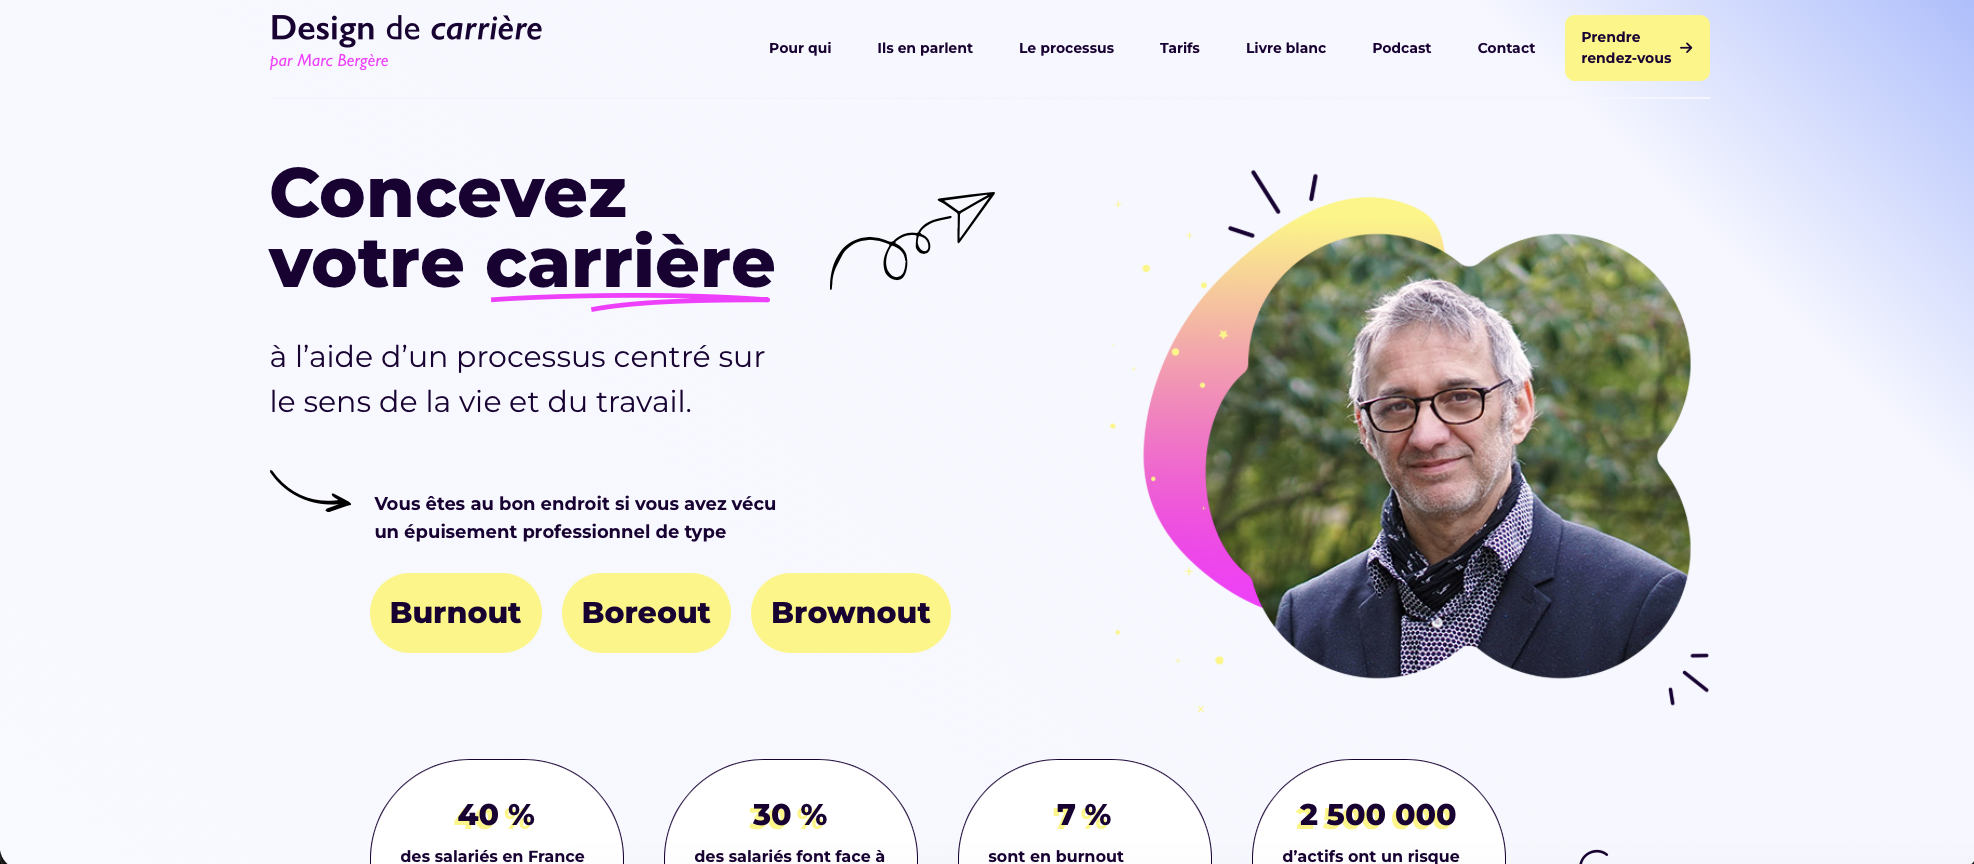 Design de carrière
par Marc Bergère
Pour qui
Ils en parlent
Le processus
Tarifs
Livre blanc
Podcast
Contact
Prendre
rendez-vous
Concevez
votre carrière
à l’aide d’un processus centré sur
le sens de la vie et du travail.
Vous êtes au bon endroit si vous avez vécu
un épuisement professionnel de type
Burnout
Boreout
Brownout
40 %
des salariés en France
30 %
des salariés font face à
7 %
sont en burnout
2 500 000
d’actifs ont un risque